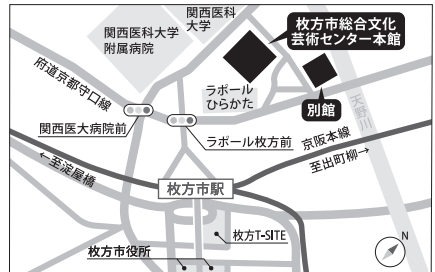 関西医科
大学
関西医科大学
附属病院
枚方市総合文化
芸術センター本館
別館
府道京都守口線
ラポール
ひらかた
天野川
関西医大病院前
ラポール枚方前
京阪本線
至出町柳→
←至淀屋橋
枚方市駅
枚方T-SITE
枚方市役所
N